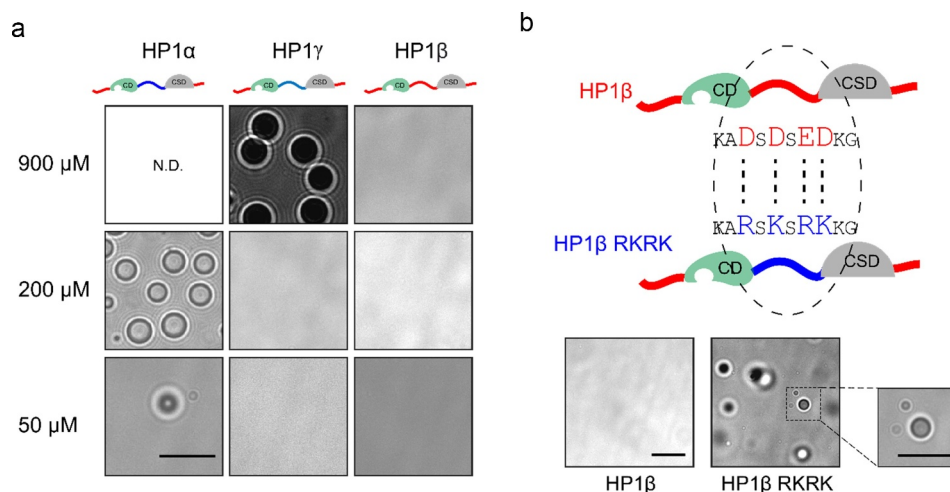 a
HP1α HP1γ HP1β
CD CSD CD CSD CD CSD
900 µM
N.D.
200 µM
50 µM
b
HP1β
CD CSD
KADSDSEDKG
KARSKSRKKG
HP1β RKRK
CD CSD
HP1β HP1β RKRK